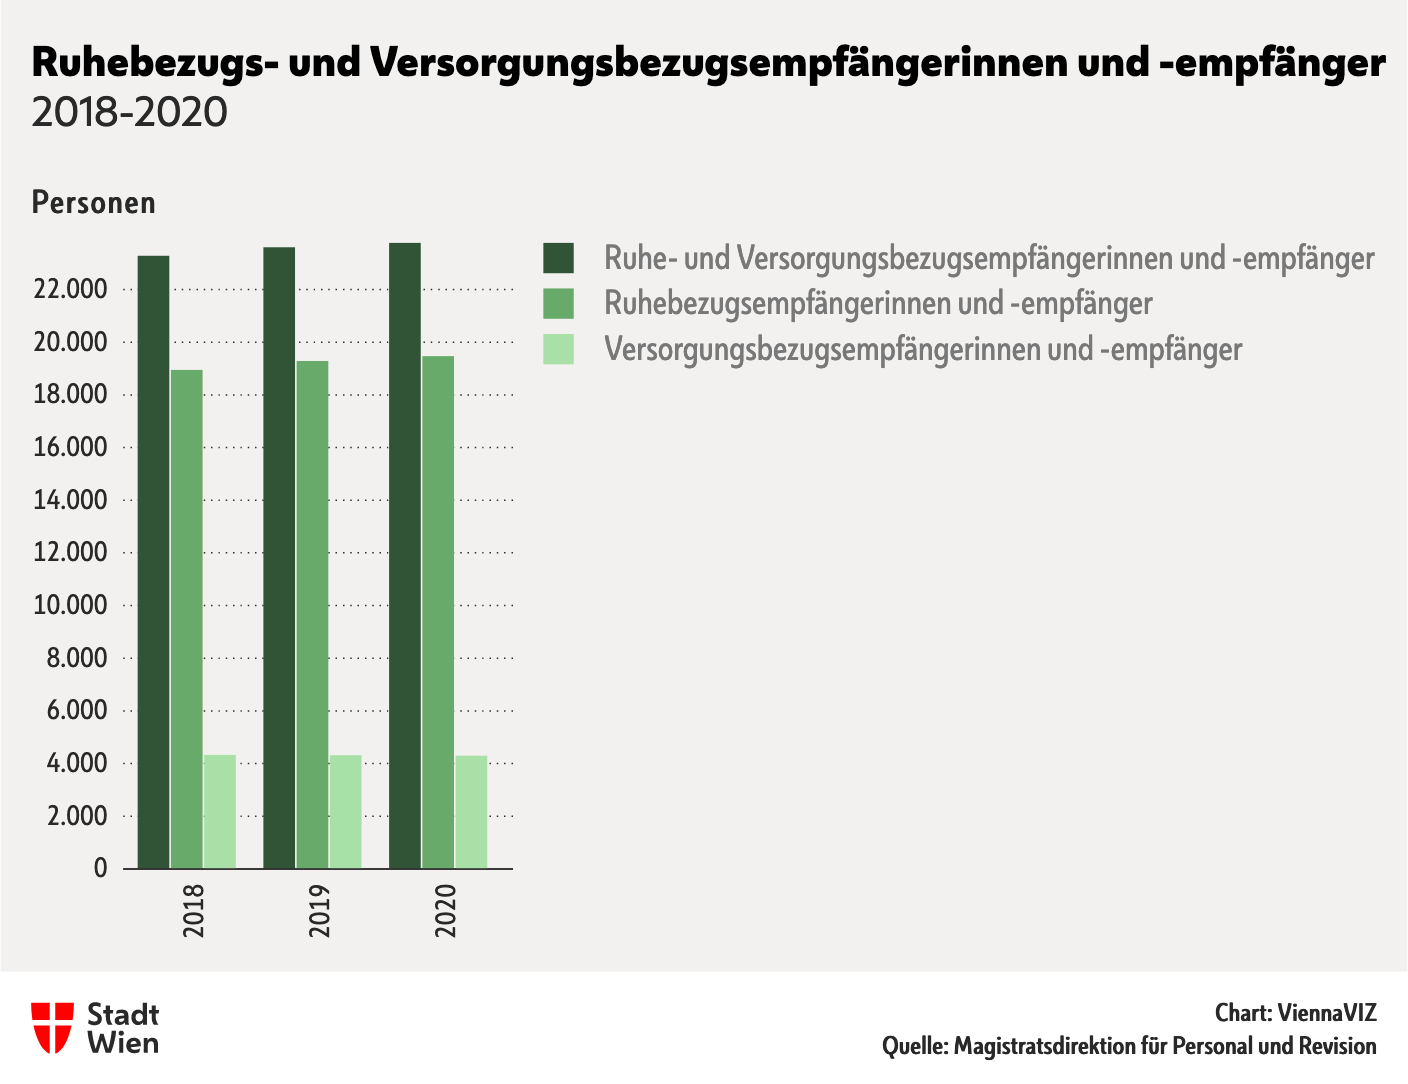 Ruhebezugs- und Versorgungsbezugsempfängerinnen und -empfänger
2018-2020
Personen
Ruhe- und Versorgungsbezugsempfängerinnen und -empfänger
Ruhebezugsempfängerinnen und -empfänger
Versorgungsbezugsempfängerinnen und -empfänger
22.000
20.000
18.000
16.000
14.000
12.000
10.000
8.000
6.000
4.000
2.000
0
2018
2019
2020
Stadt
Wien
Chart: ViennaVIZ
Quelle: Magistratsdirektion für Personal und Revision